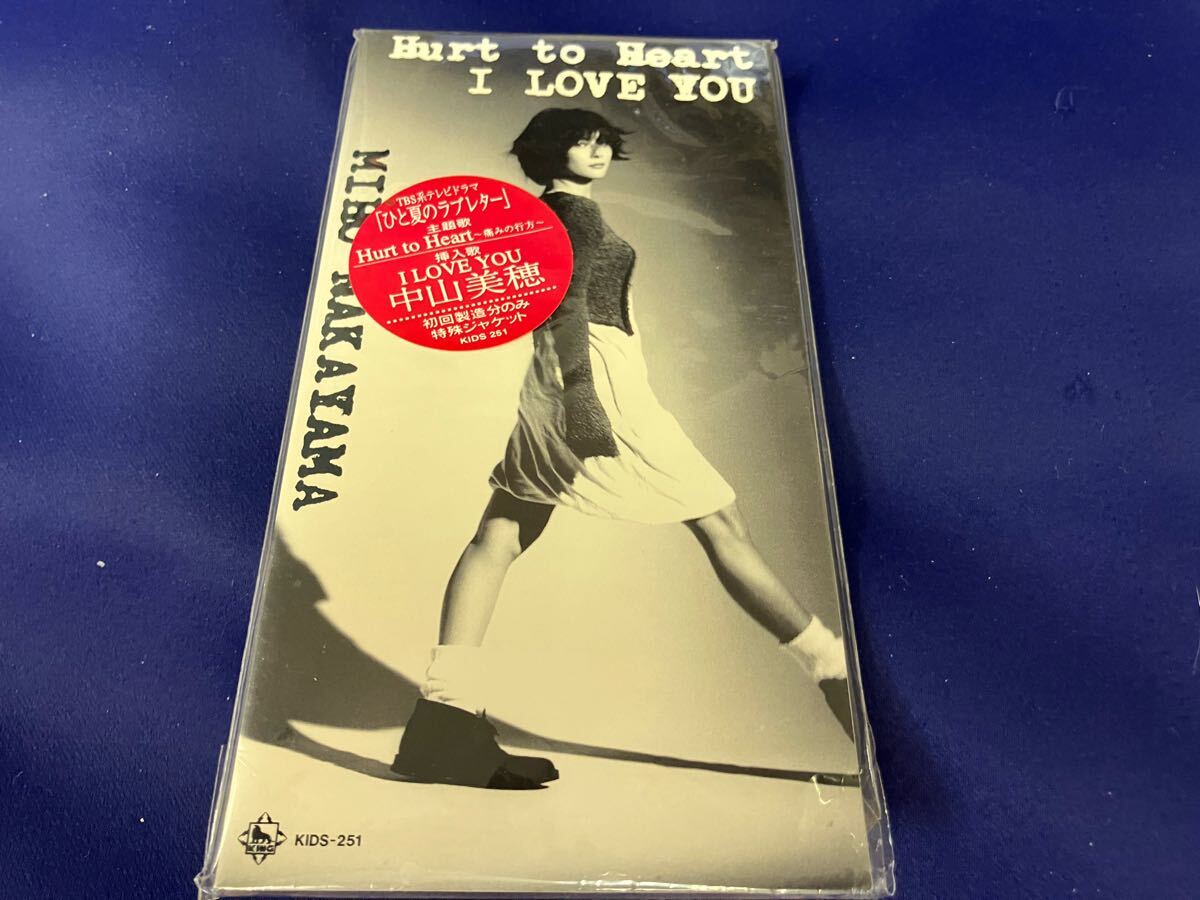 Hurt to Heart
I LOVE YOU
MIHO NAKAYAMA
TBS系テレビドラマ
「ひと夏のラブレター」
主題歌
Hurt to Heart~痛みの行方~
挿入歌
I LOVE YOU
中山美穂
初回製造分のみ
特殊ジャケット
KIDS 251
KING
KIDS-251